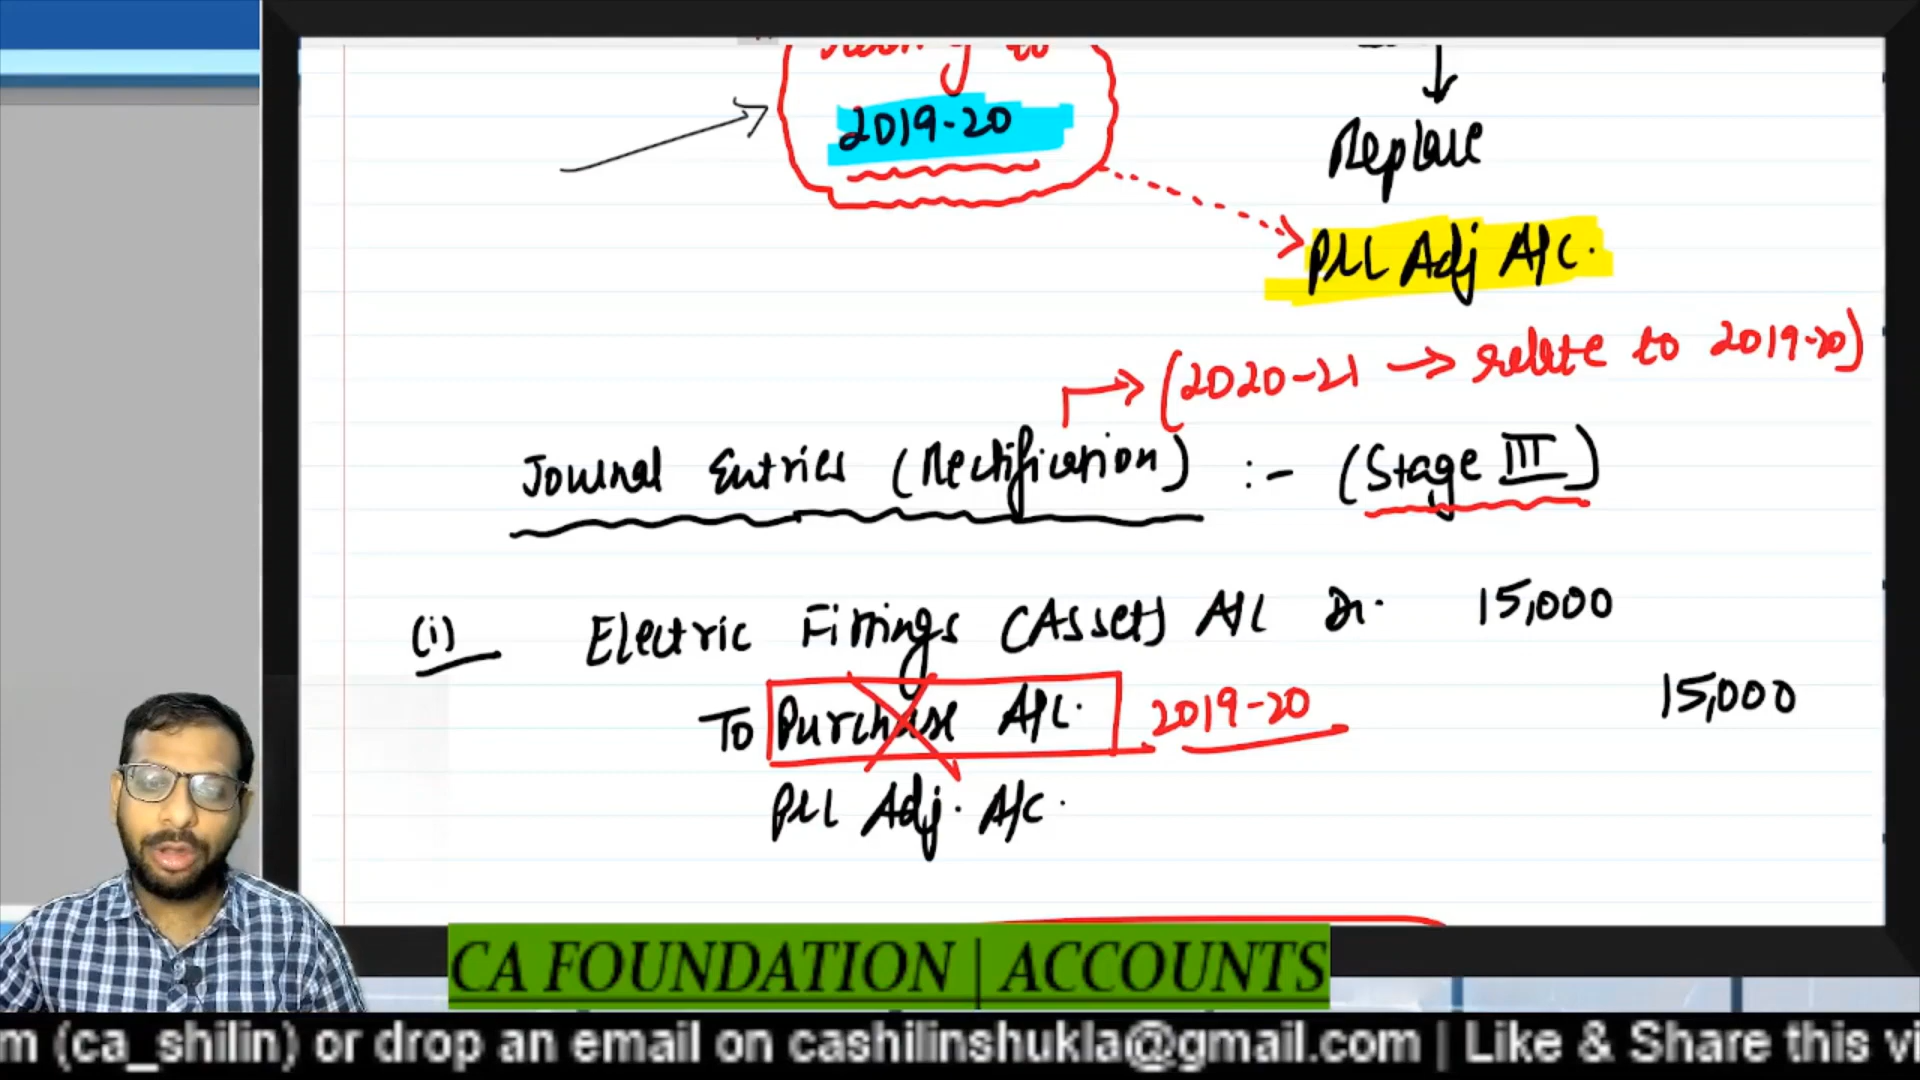 to
2019-20
Replace
P&L Adj A/c.
(2020-21 → relate to 2019-20)
Journal Entries (Rectification) :- (Stage III)
(i) Electric Fittings (Assets) A/c Dr. 15,000
To Purchase A/c. 2019-20 15,000
P&L Adj. A/c.
CA FOUNDATION | ACCOUNTS
m (ca_shilin) or drop an email on cashilinshukla@gmail.com | Like & Share this vi